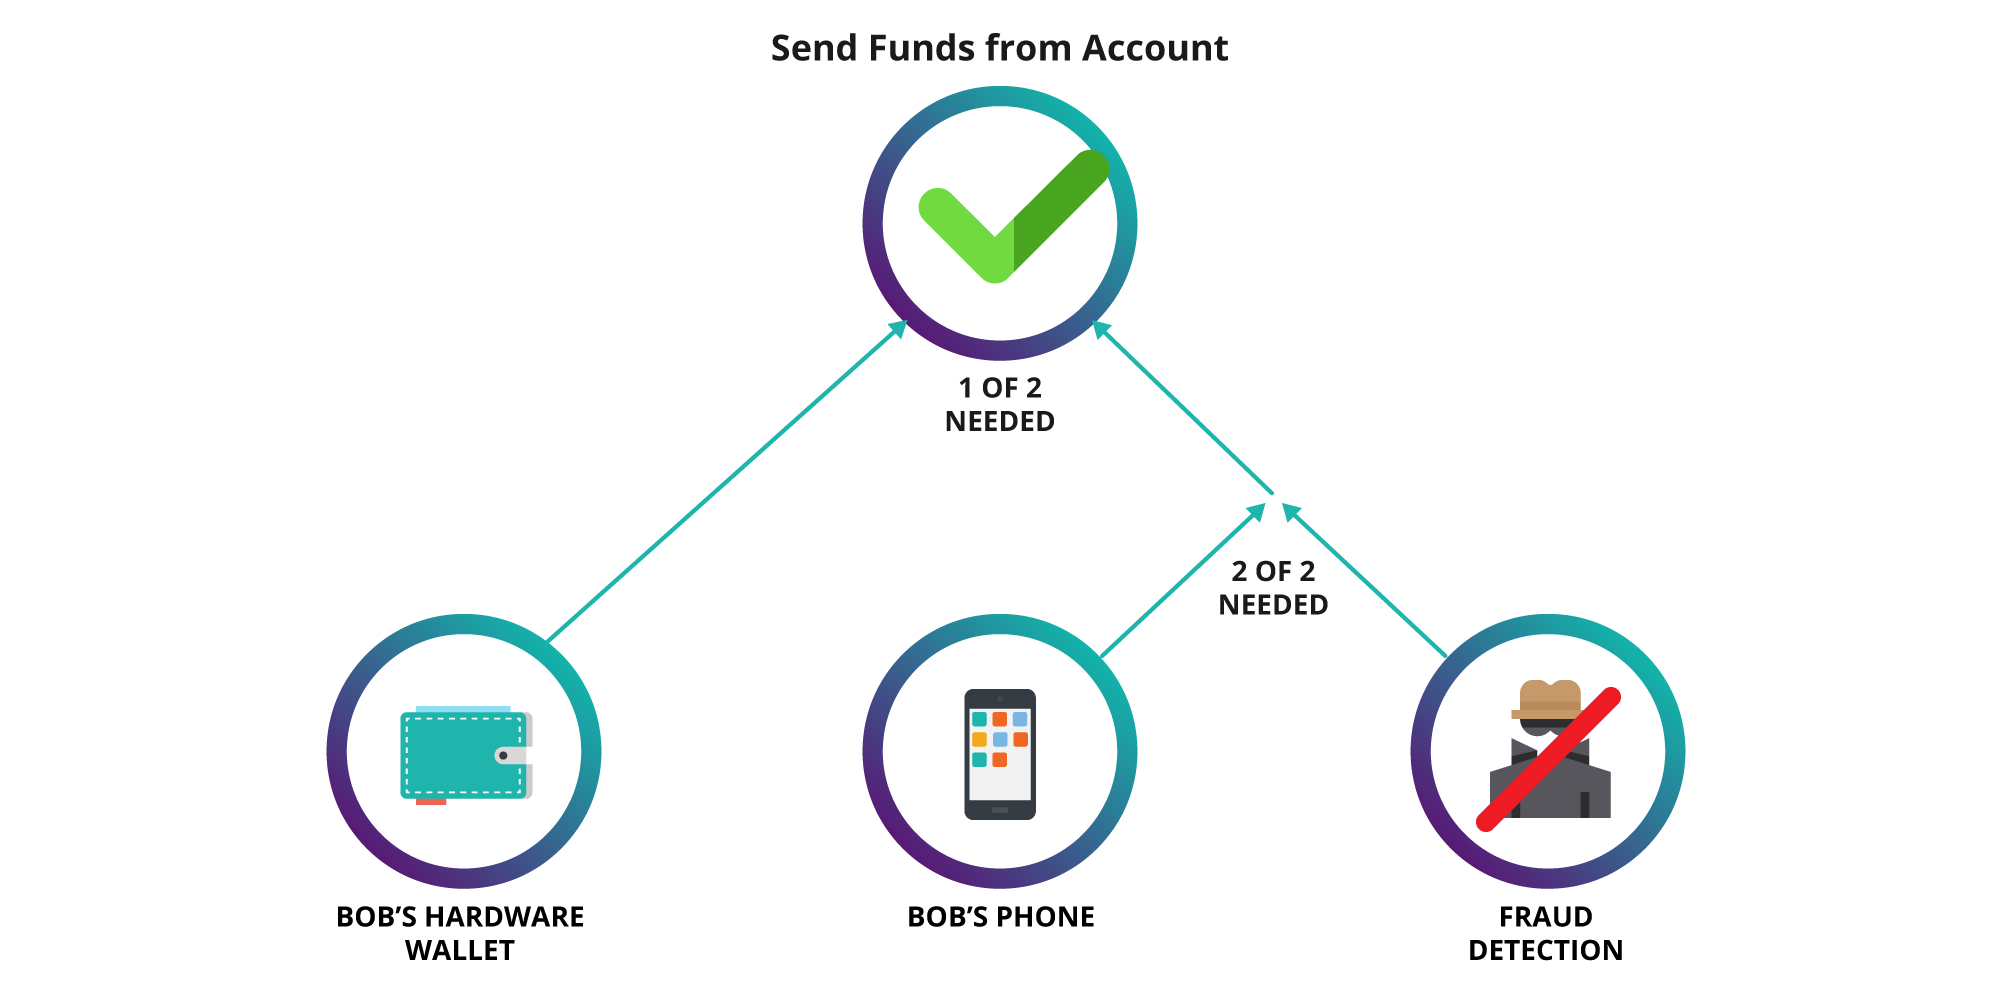 Send Funds from Account
1 OF 2
NEEDED
2 OF 2
NEEDED
BOB’S HARDWARE
WALLET
BOB’S PHONE
FRAUD
DETECTION